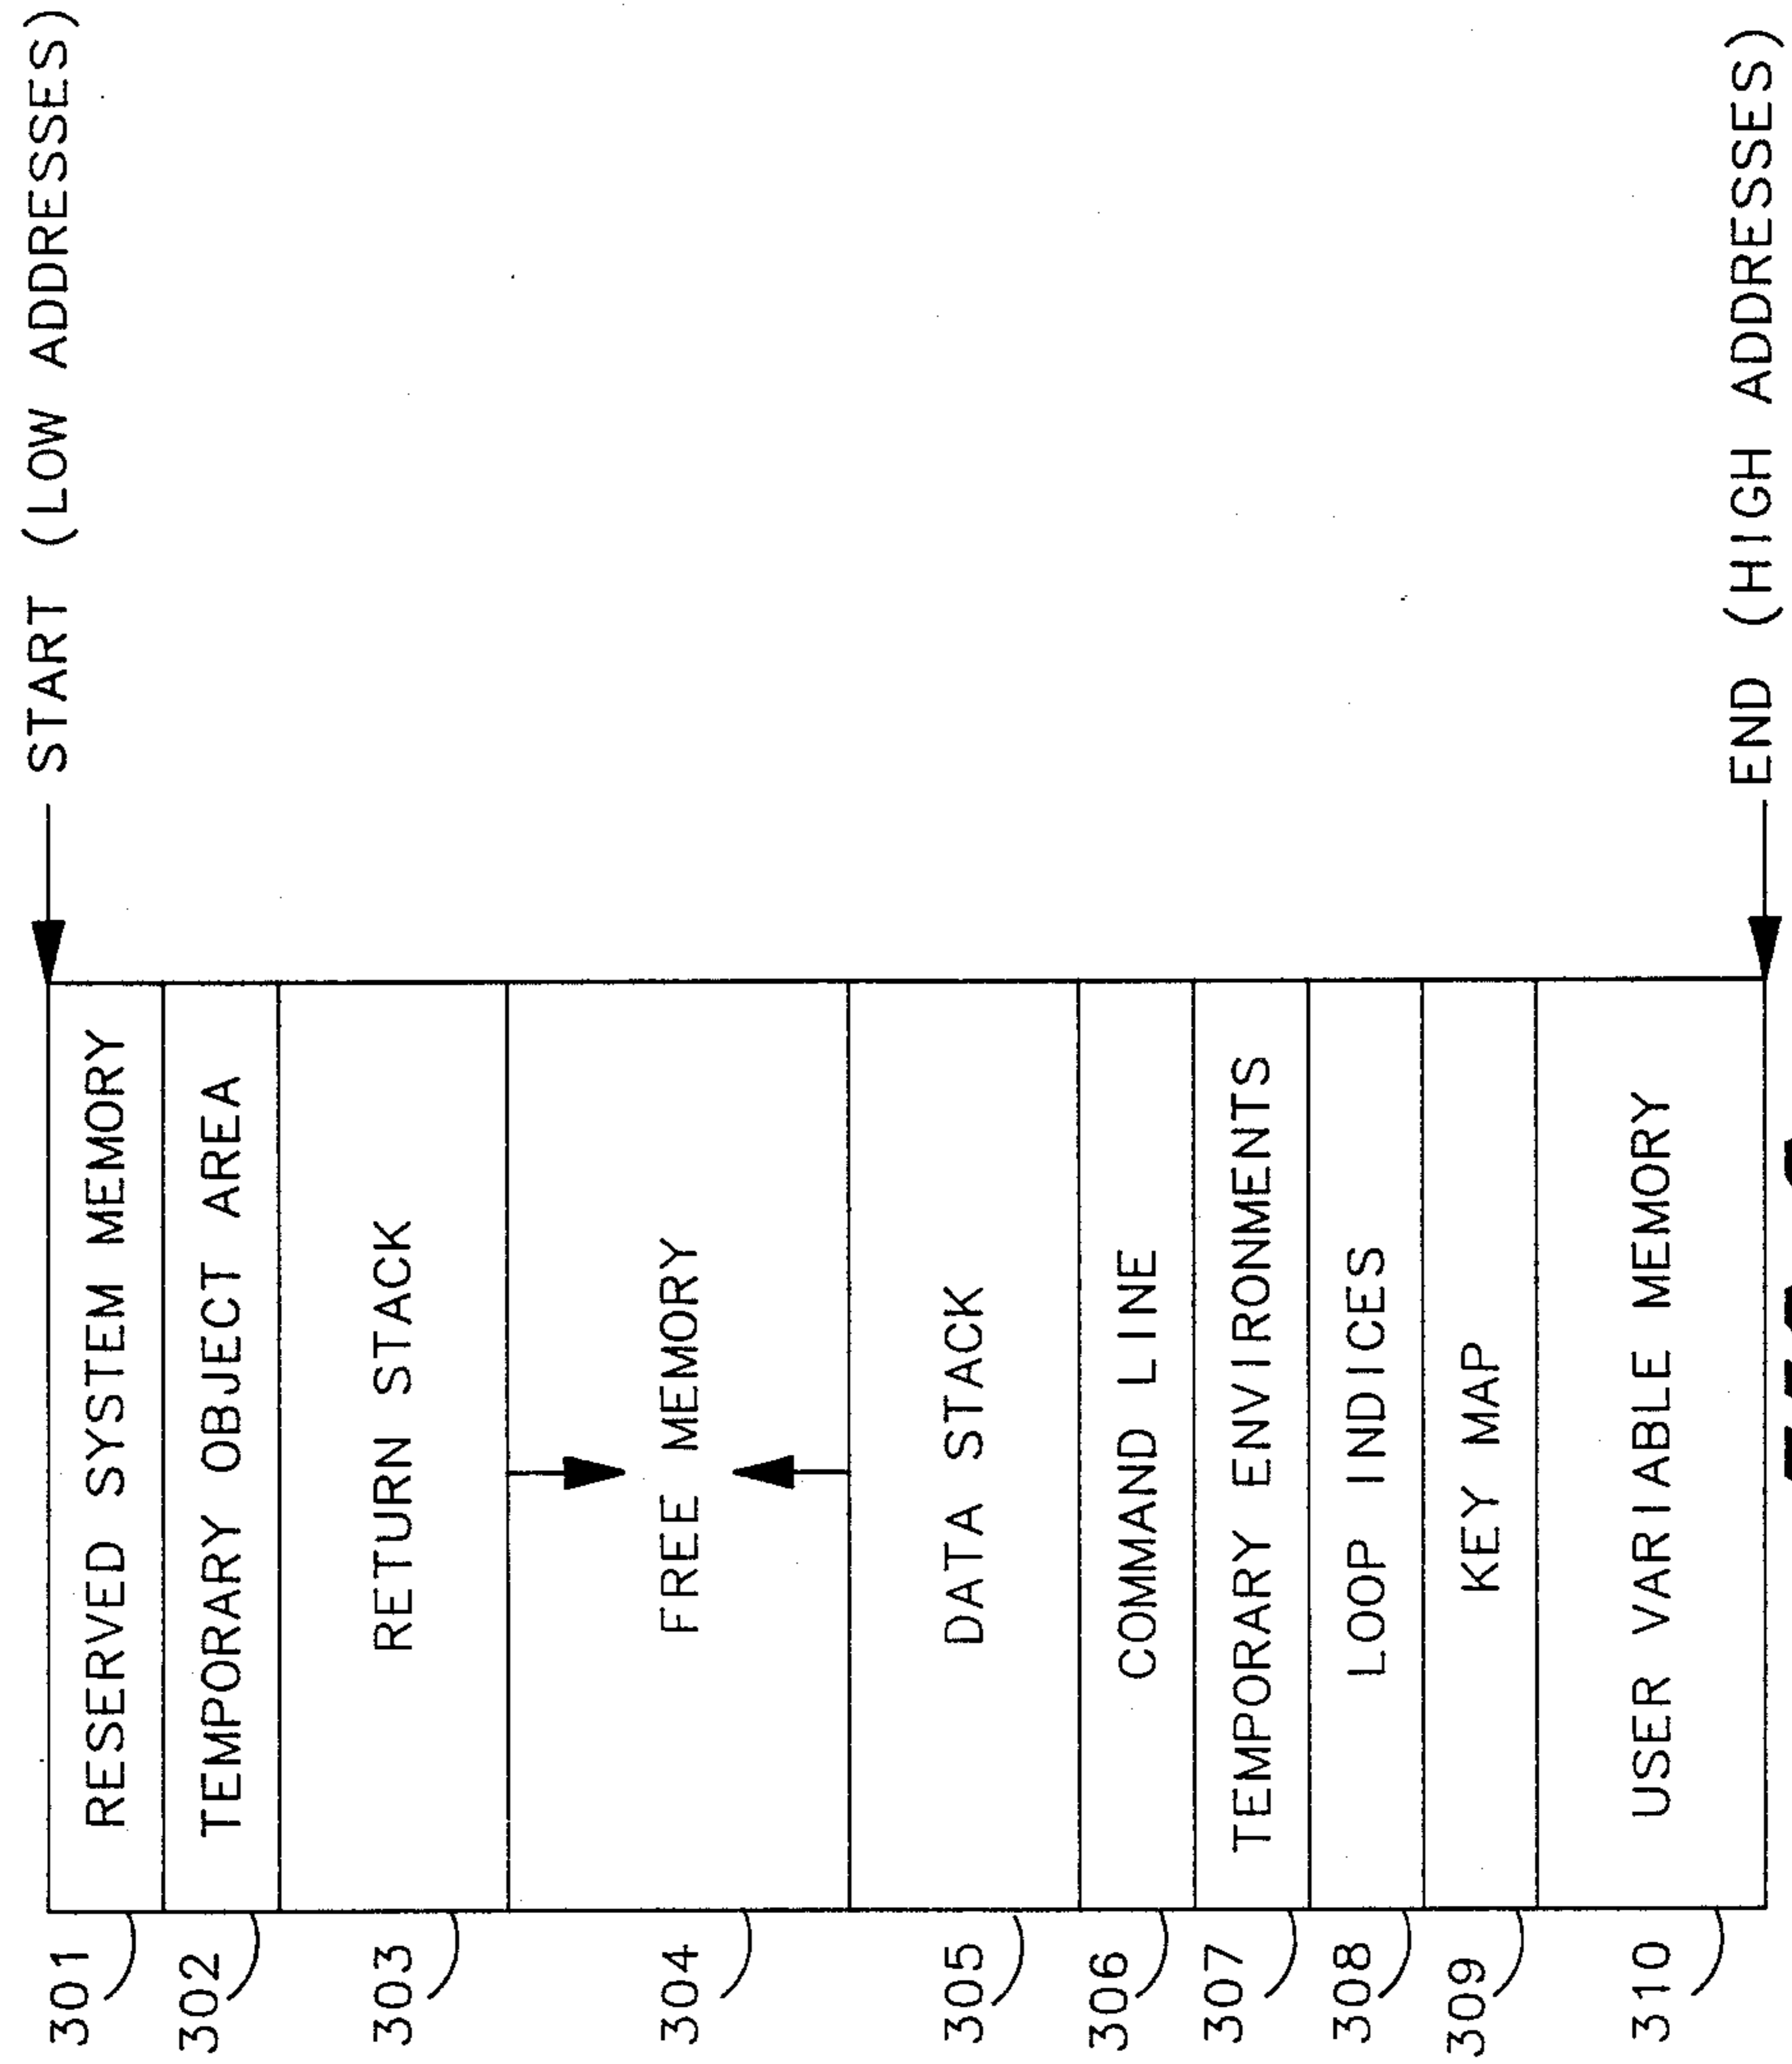 START (LOW ADDRESSES)
301 RESERVED SYSTEM MEMORY
302 TEMPORARY OBJECT AREA
303 RETURN STACK
304 FREE MEMORY
305 DATA STACK
306 COMMAND LINE
307 TEMPORARY ENVIRONMENTS
308 LOOP INDICES
309 KEY MAP
310 USER VARIABLE MEMORY
END (HIGH ADDRESSES)